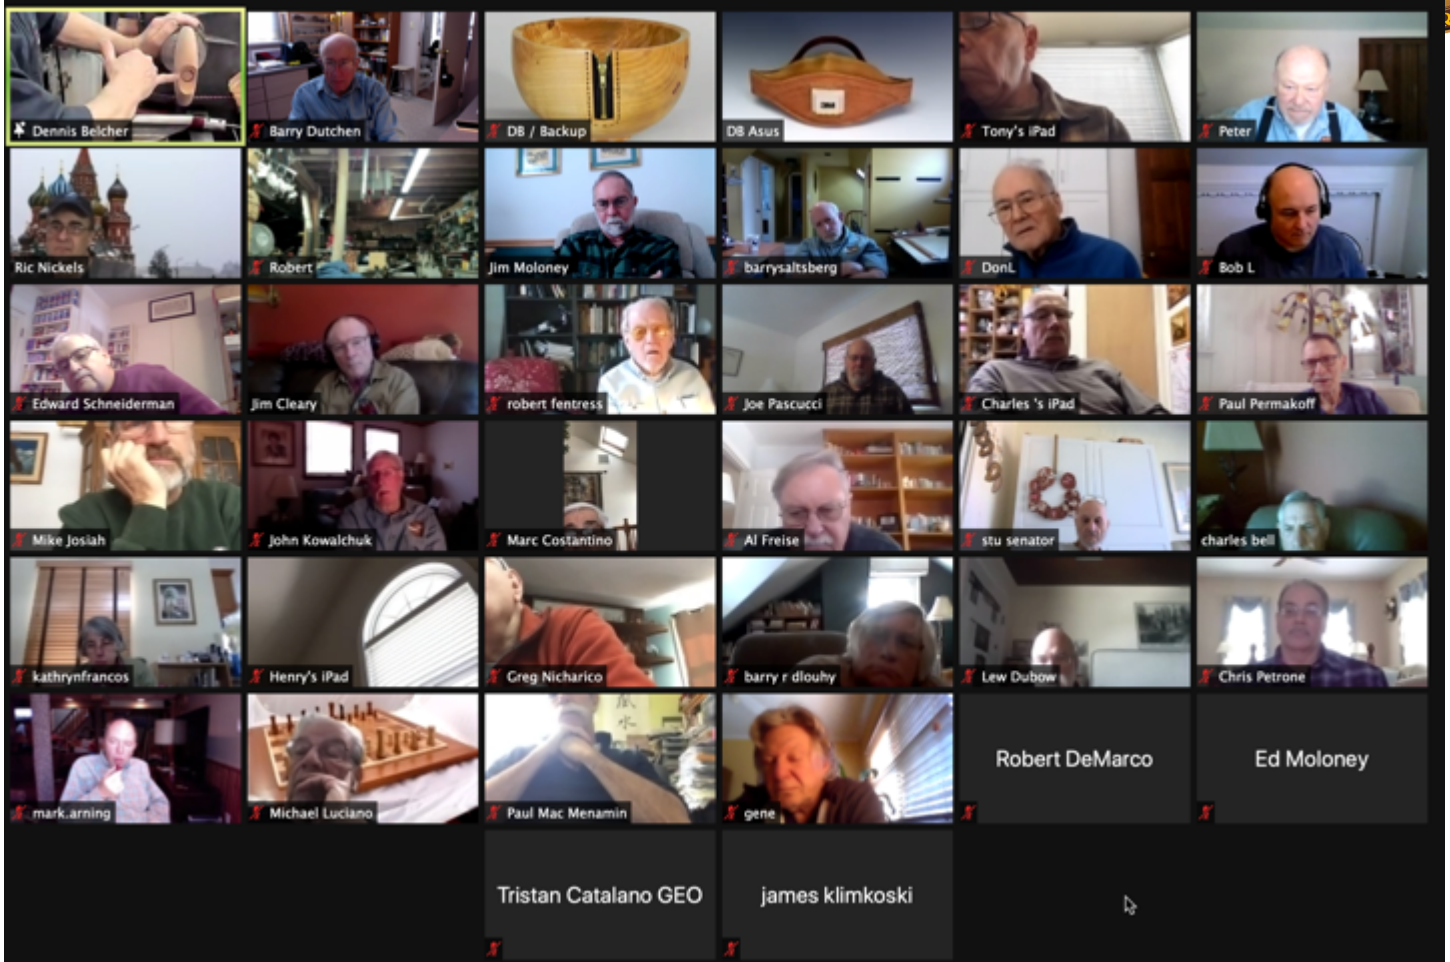 Dennis Belcher
Barry Dutchen
DB / Backup
DB Asus
Tony's iPad
Peter
Ric Nickels
Robert
Jim Moloney
barrysaltsberg
DonL
Bob L
Edward Schneiderman
Jim Cleary
robert fentress
Joe Pascucci
Charles 's iPad
Paul Permakoff
Mike Josiah
John Kowalchuk
Marc Costantino
Al Freise
stu senator
charles bell
kathrynfrancos
Henry's iPad
Greg Nicharico
barry r dlouhy
Lew Dubow
Chris Petrone
mark.arning
Michael Luciano
風
水
Paul Mac Menamin
gene
Robert DeMarco
Ed Moloney
Tristan Catalano GEO
james klimkoski